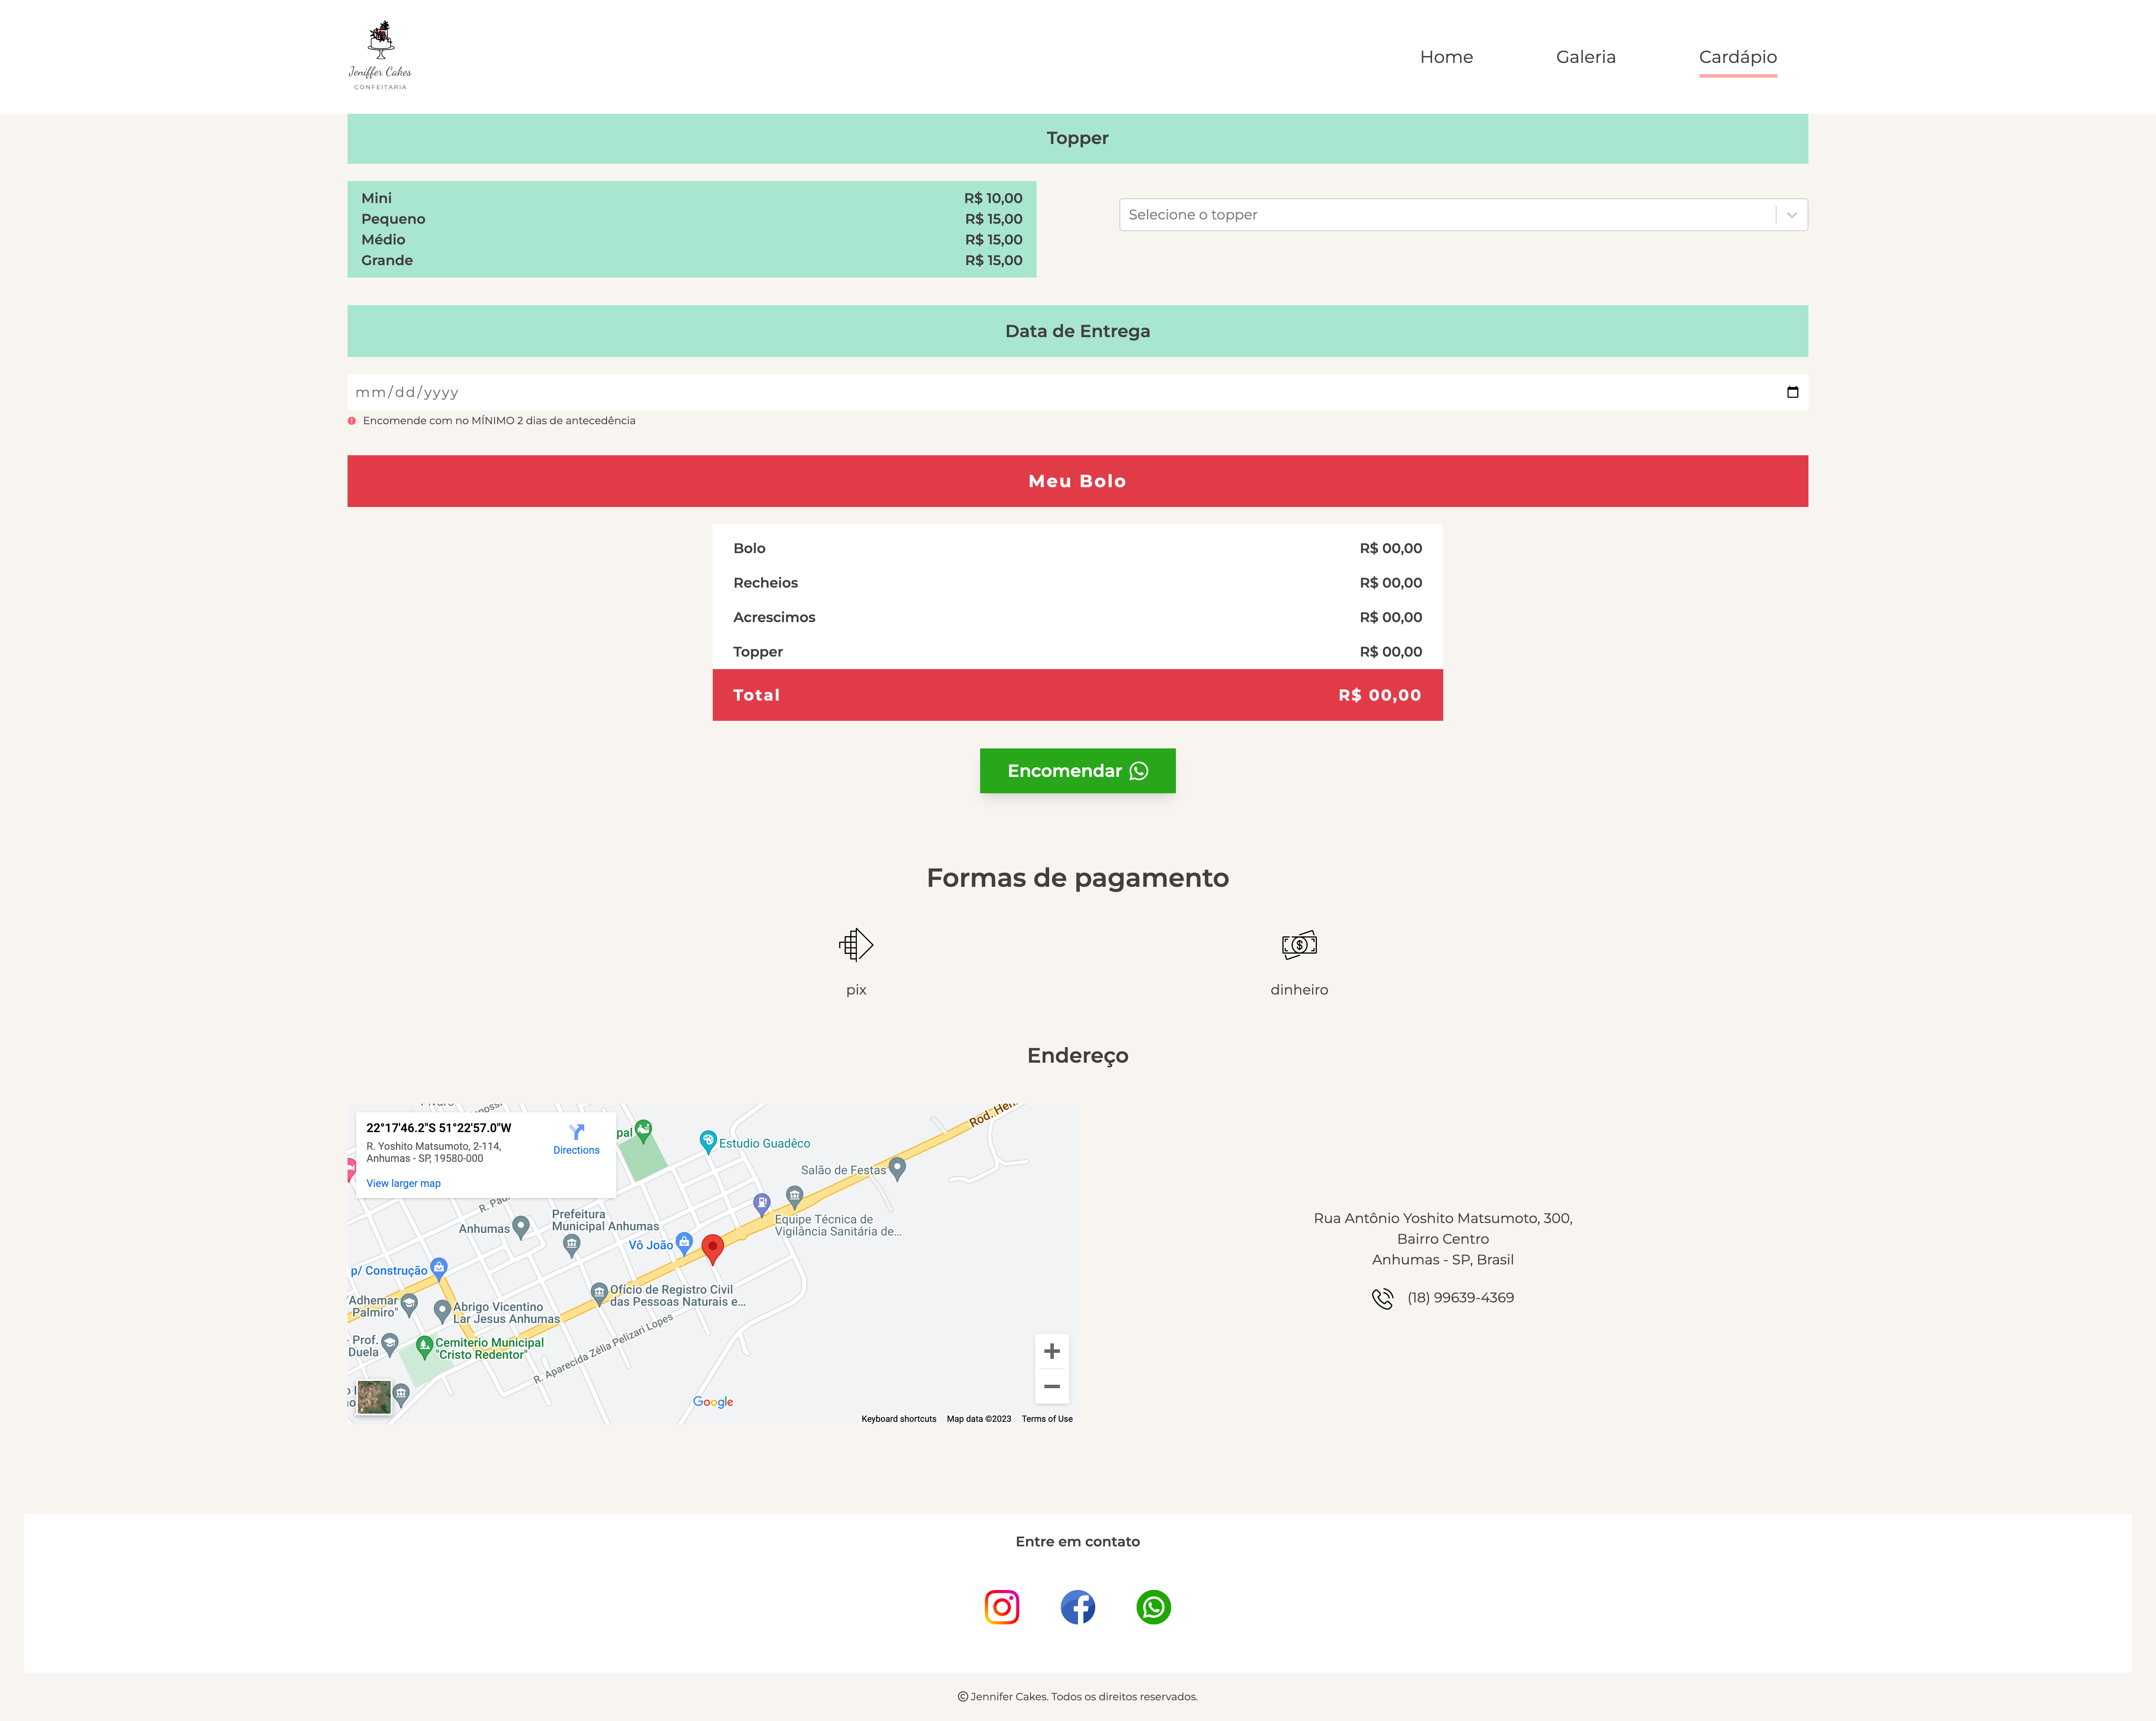 Jeniffer Cakes
CONFEITARIA
Home
Galeria
Cardápio
Topper
Mini R$ 10,00
Pequeno R$ 15,00
Médio R$ 15,00
Grande R$ 15,00
Selecione o topper
Data de Entrega
mm/dd/yyyy
Encomende com no MÍNIMO 2 dias de antecedência
Meu Bolo
Bolo R$ 00,00
Recheios R$ 00,00
Acrescimos R$ 00,00
Topper R$ 00,00
Total R$ 00,00
Encomendar
Formas de pagamento
pix
dinheiro
Endereço
22°17'46.2"S 51°22'57.0"W
R. Yoshito Matsumoto, 2-114,
Anhumas - SP, 19580-000
Directions
View larger map
pal
Estudio Guadêco
Rod. Hen
Salão de Festas
Equipe Técnica de
Vigilância Sanitária de...
Prefeitura
Municipal Anhumas
Anhumas
Vô João
p/ Construção
Ofício de Registro Civil
das Pessoas Naturais e...
Adhemar
Palmiro"
Abrigo Vicentino
Lar Jesus Anhumas
Prof.
Duela
Cemiterio Municipal
"Cristo Redentor"
R. Aparecida Zélia Pelizari Lopes
Google
Keyboard shortcuts
Map data ©2023
Terms of Use
Rua Antônio Yoshito Matsumoto, 300,
Bairro Centro
Anhumas - SP, Brasil
(18) 99639-4369
Entre em contato
© Jennifer Cakes. Todos os direitos reservados.